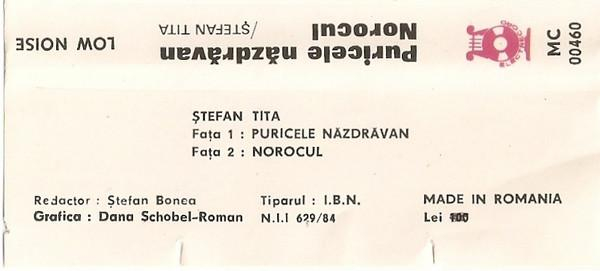 Puricele năzdrăvan
Norocul
/ŞTEFAN TITA
LOW NOISE
ELECTRECORD
MC
00460
ŞTEFAN TITA
Faţa 1 : PURICELE NĂZDRĂVAN
Faţa 2 : NOROCUL
Redactor : Ştefan Bonea
Grafica : Dana Schobel-Roman
Tiparul : I.B.N.
N.I.I 629/84
MADE IN ROMANIA
Lei